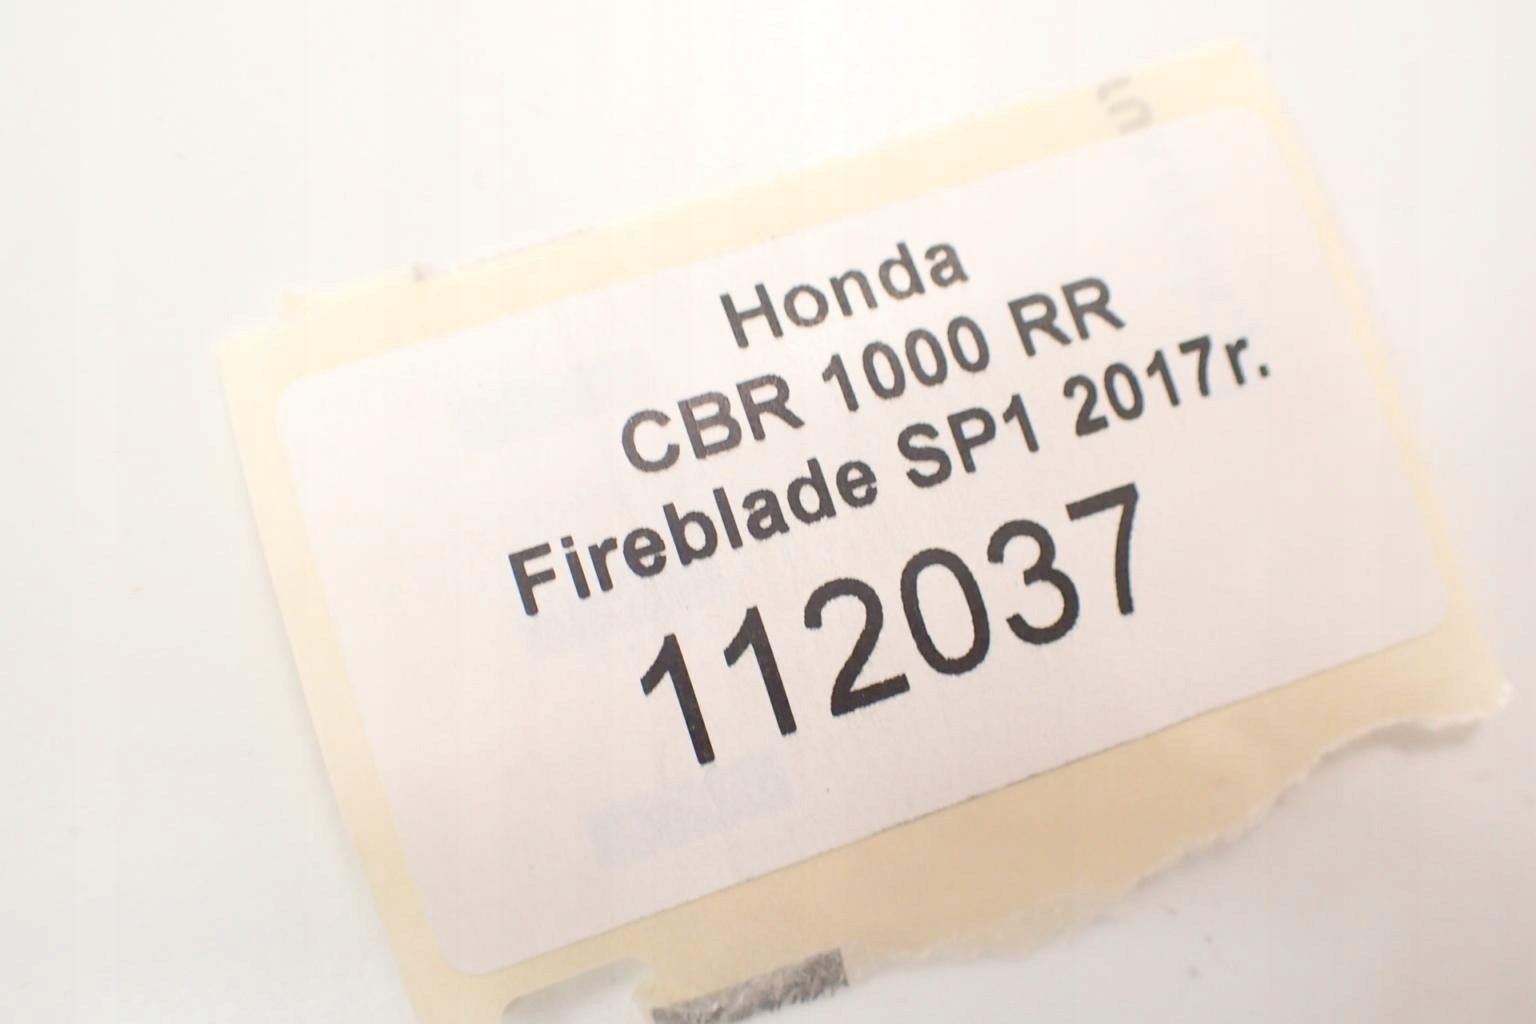 Honda
CBR 1000 RR
Fireblade SP1 2017r.
112037